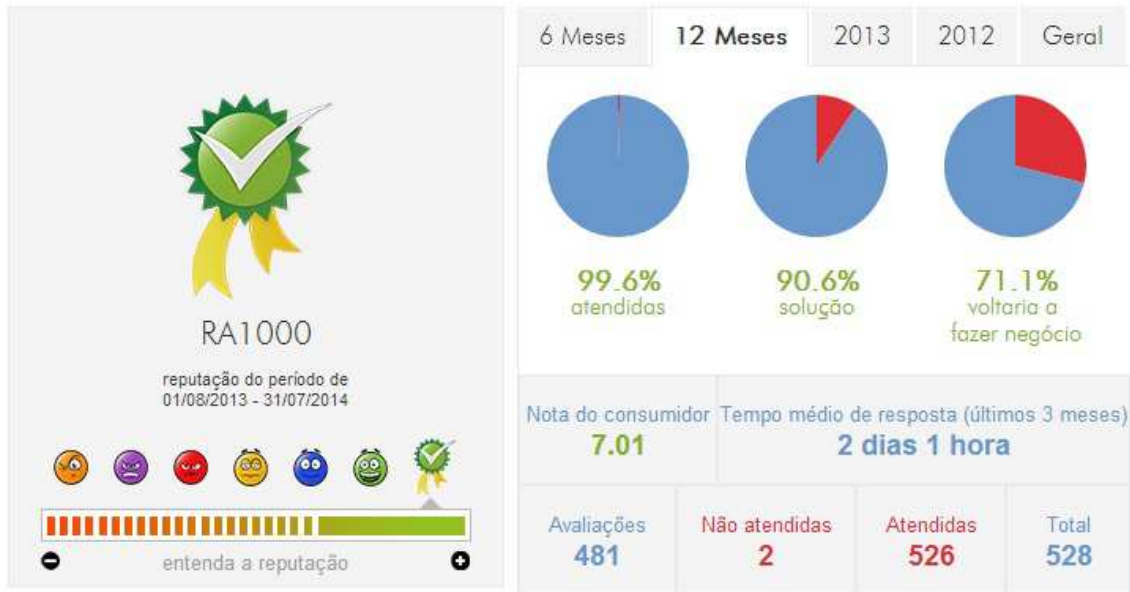 RA1000
reputação do período de
01/08/2013 - 31/07/2014
entenda a reputação
6 Meses
12 Meses
2013
2012
Geral
99.6%
atendidas
90.6%
solução
71.1%
voltaria a
fazer negócio
Nota do consumidor
7.01
Tempo médio de resposta (últimos 3 meses)
2 dias 1 hora
Avaliações
481
Não atendidas
2
Atendidas
526
Total
528